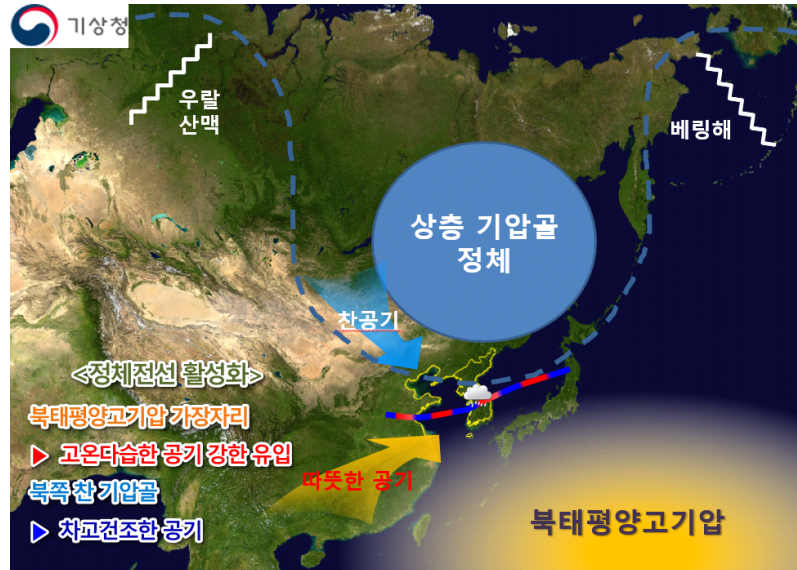 기상청
우랄
산맥
베링해
상층 기압골
정체
찬공기
<정체전선 활성화>
북태평양고기압 가장자리
▶ 고온다습한 공기 강한 유입
북쪽 찬 기압골
▶ 차고건조한 공기
따뜻한 공기
북태평양고기압